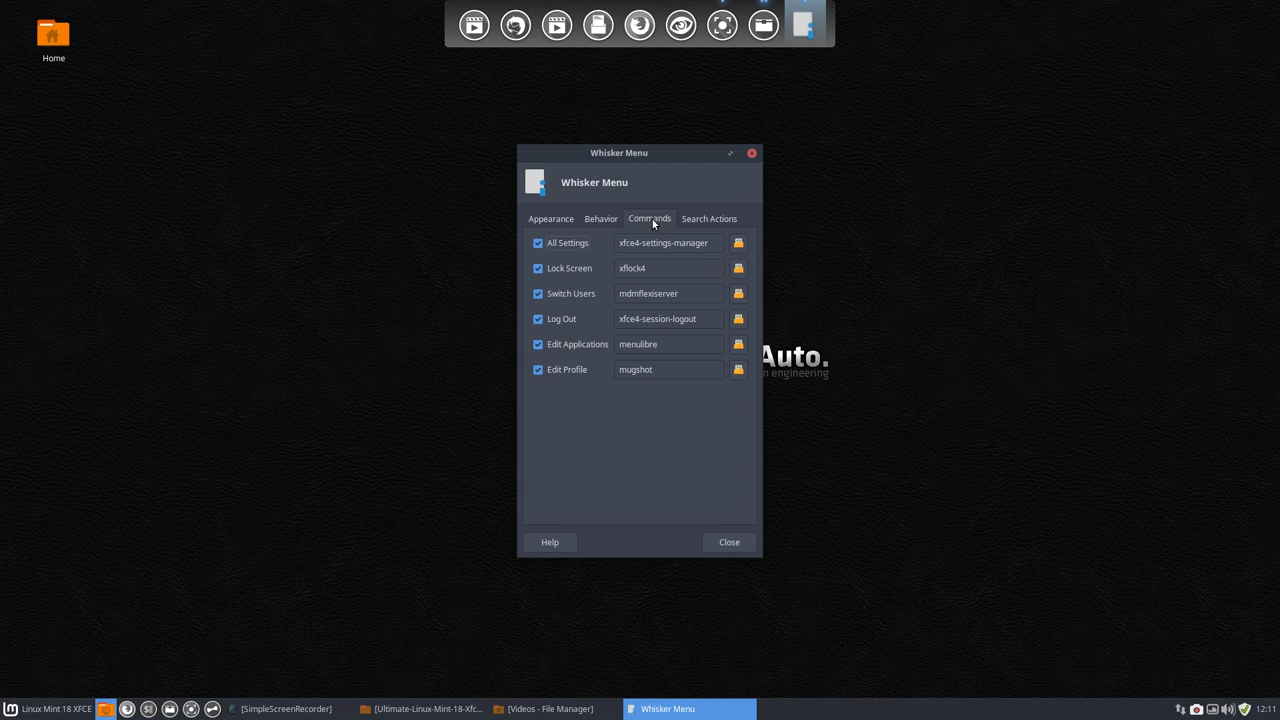 Home
Whisker Menu
Whisker Menu
Appearance Behavior Commands Search Actions
All Settings xfce4-settings-manager
Lock Screen xflock4
Switch Users mdmflexiserver
Log Out xfce4-session-logout
Edit Applications menulibre
Edit Profile mugshot
Auto.
engineering
Help Close
Linux Mint 18 XFCE [SimpleScreenRecorder] [Ultimate-Linux-Mint-18-Xfc... [Videos - File Manager] Whisker Menu 12:11